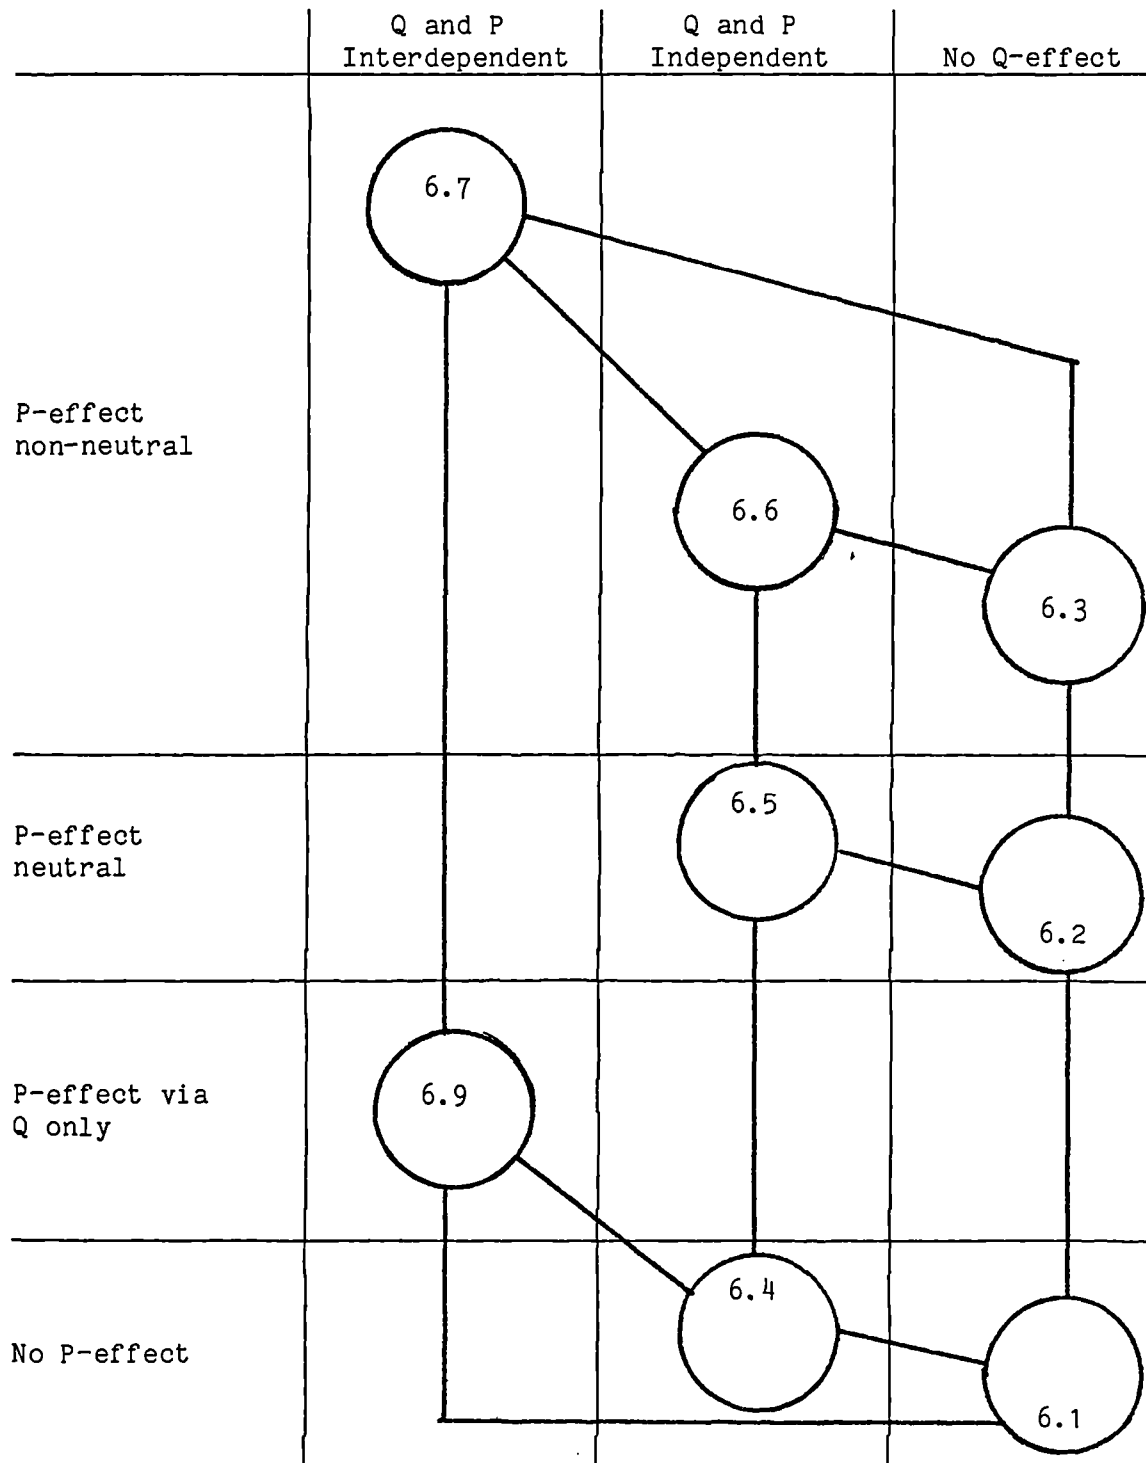 Q and P
Interdependent
Q and P
Independent
No Q-effect
6.7
P-effect
non-neutral
6.6
6.3
6.5
P-effect
neutral
6.2
6.9
P-effect via
Q only
6.4
No P-effect
6.1